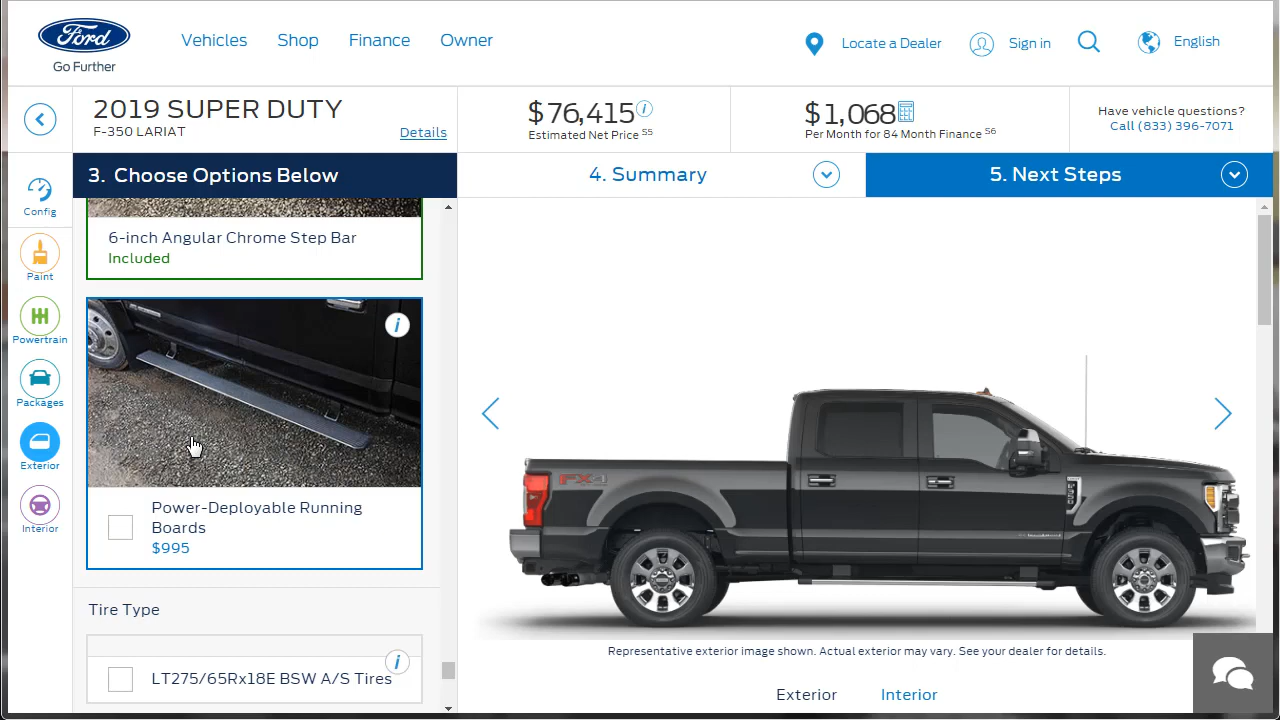 Ford
Go Further
Vehicles
Shop
Finance
Owner
Locate a Dealer
Sign in
English
2019 SUPER DUTY
F-350 LARIAT
Details
$76,415
Estimated Net Price S5
$1,068
Per Month for 84 Month Finance S6
Have vehicle questions?
Call (833) 396-7071
3. Choose Options Below
4. Summary
5. Next Steps
Config
Paint
Powertrain
Packages
Exterior
Interior
6-inch Angular Chrome Step Bar
Included
i
Power-Deployable Running
Boards
$995
Tire Type
i
LT275/65Rx18E BSW A/S Tires
FX4
Representative exterior image shown. Actual exterior may vary. See your dealer for details.
Exterior
Interior